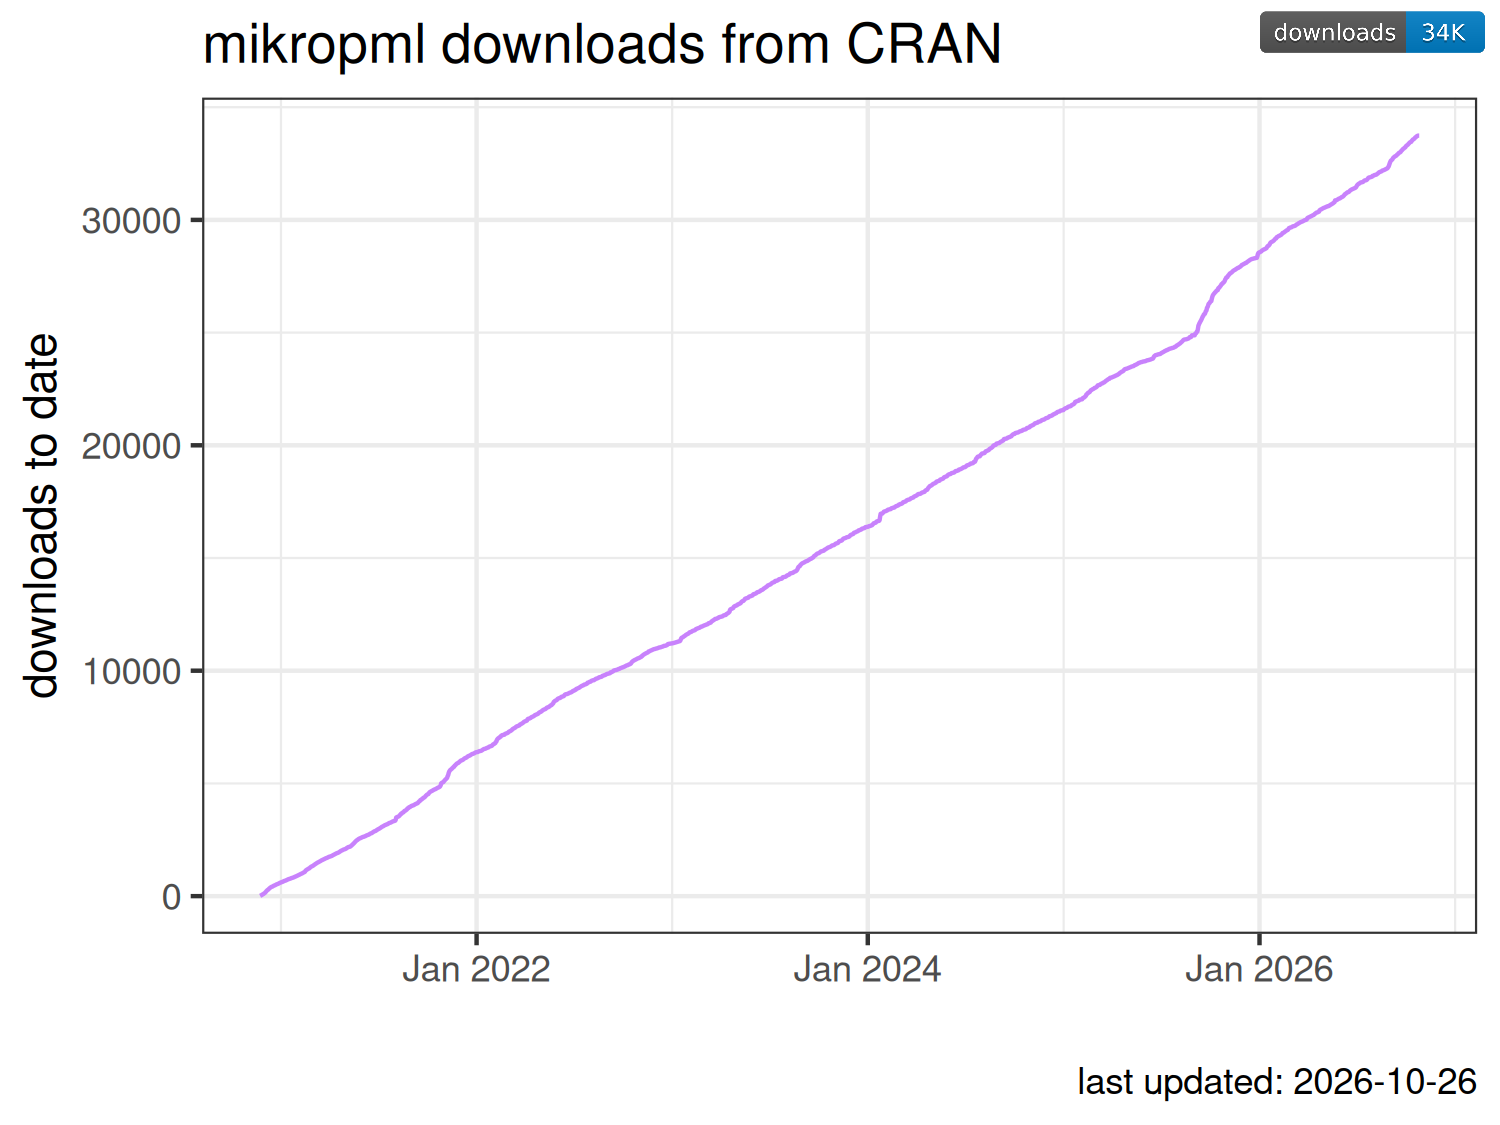 mikropml downloads from CRAN
downloads 34K
downloads to date
30000
20000
10000
0
Jan 2022 Jan 2024 Jan 2026
last updated: 2026-10-26